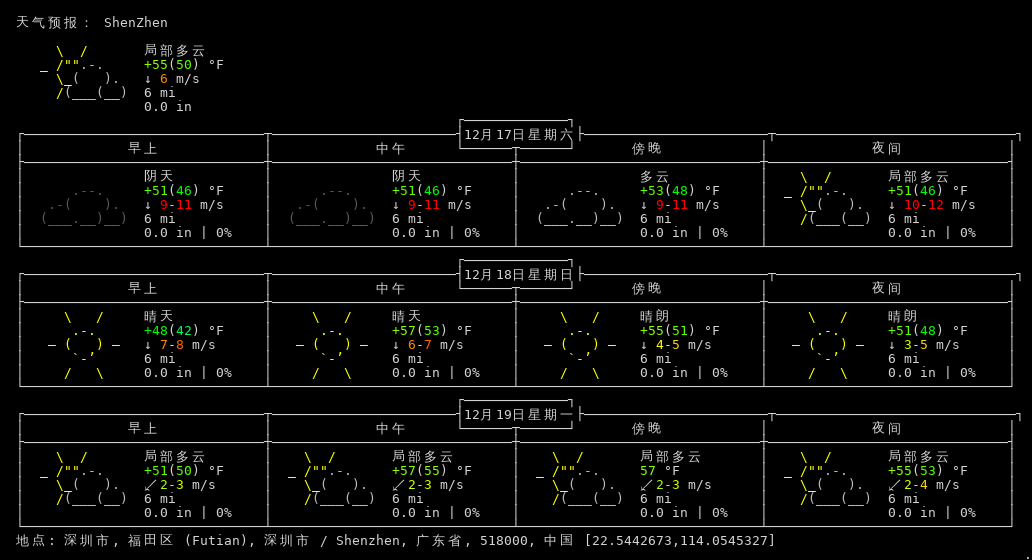 天气预报： ShenZhen
局部多云
+55(50) °F
↓ 6 m/s
6 mi
0.0 in
12月17日星期六
早上 中午 傍晚 夜间
阴天 阴天 多云 局部多云
+51(46) °F +51(46) °F +53(48) °F +51(46) °F
↓ 9-11 m/s ↓ 9-11 m/s ↓ 9-11 m/s ↓ 10-12 m/s
6 mi 6 mi 6 mi 6 mi
0.0 in | 0% 0.0 in | 0% 0.0 in | 0% 0.0 in | 0%
12月18日星期日
早上 中午 傍晚 夜间
晴天 晴天 晴朗 晴朗
+48(42) °F +57(53) °F +55(51) °F +51(48) °F
↓ 7-8 m/s ↓ 6-7 m/s ↓ 4-5 m/s ↓ 3-5 m/s
6 mi 6 mi 6 mi 6 mi
0.0 in | 0% 0.0 in | 0% 0.0 in | 0% 0.0 in | 0%
12月19日星期一
早上 中午 傍晚 夜间
局部多云 局部多云 局部多云 局部多云
+51(50) °F +57(55) °F 57 °F +55(53) °F
↙ 2-3 m/s ↙ 2-3 m/s ↙ 2-3 m/s ↙ 2-4 m/s
6 mi 6 mi 6 mi 6 mi
0.0 in | 0% 0.0 in | 0% 0.0 in | 0% 0.0 in | 0%
地点: 深圳市, 福田区 (Futian), 深圳市 / Shenzhen, 广东省, 518000, 中国 [22.5442673,114.0545327]